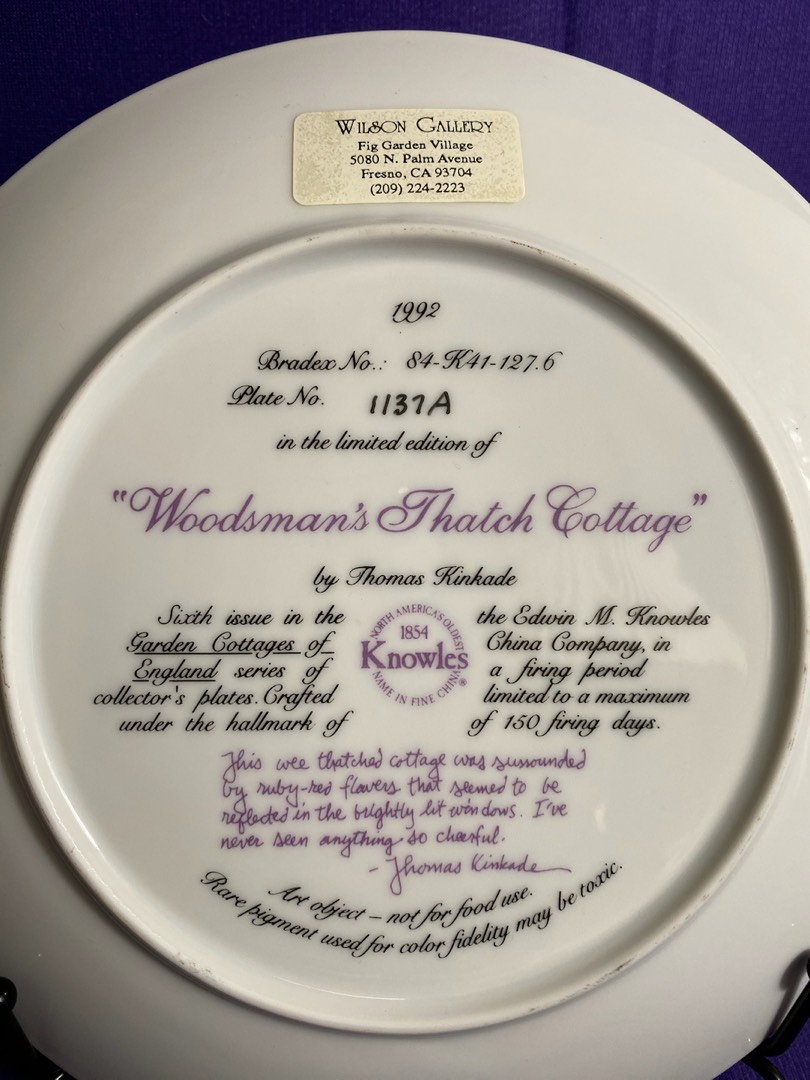 WILSON GALLERY
Fig Garden Village
5080 N. Palm Avenue
Fresno, CA 93704
(209) 224-2223
1992
Bradex No.: 84-K41-127.6
Plate No. 1137A
in the limited edition of
"Woodsman's Thatch Cottage"
by Thomas Kinkade
Sixth issue in the
Garden Cottages of
England series of
collector's plates. Crafted
under the hallmark of
NORTH AMERICA'S OLDEST
1854
Knowles®
NAME IN FINE CHINA
the Edwin M. Knowles
China Company, in
a firing period
limited to a maximum
of 150 firing days.
This wee thatched cottage was surrounded
by ruby-red flowers that seemed to be
reflected in the brightly lit windows. I've
never seen anything so cheerful.
- Thomas Kinkade
Art object – not for food use.
Rare pigment used for color fidelity may be toxic.